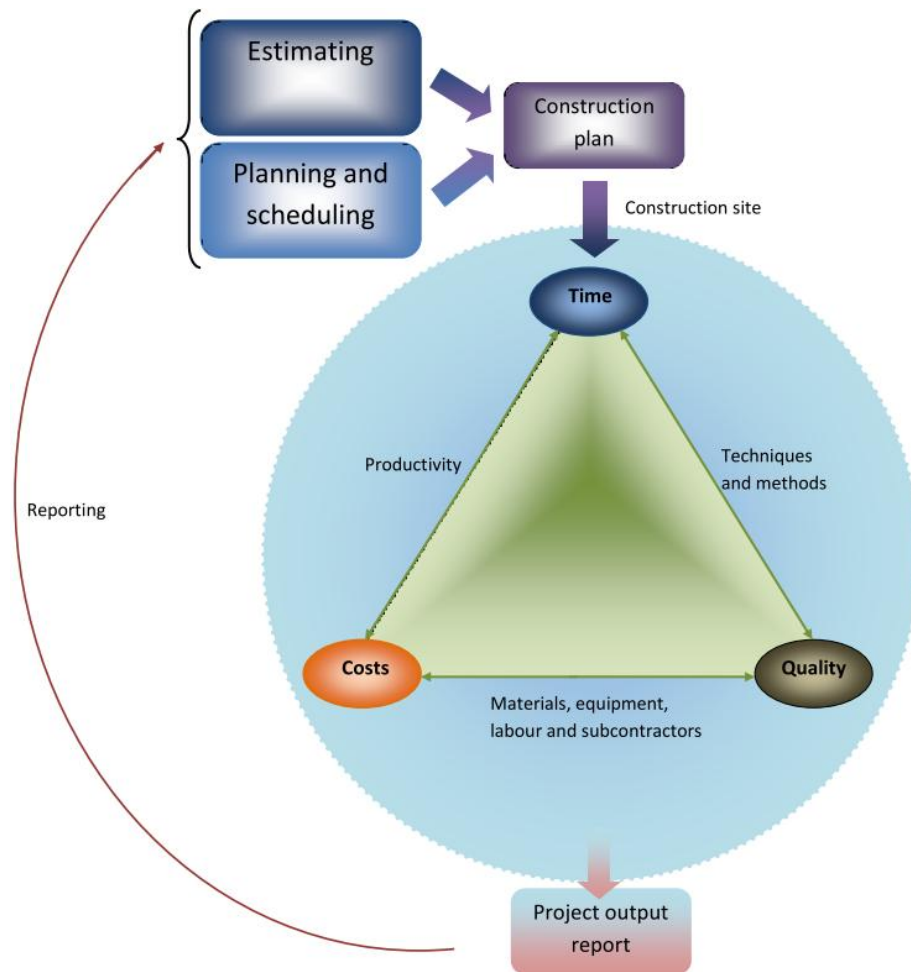 Estimating
Construction
plan
Planning and
scheduling
Construction site
Time
Productivity
Techniques
and methods
Reporting
Costs
Quality
Materials, equipment,
labour and subcontractors
Project output
report